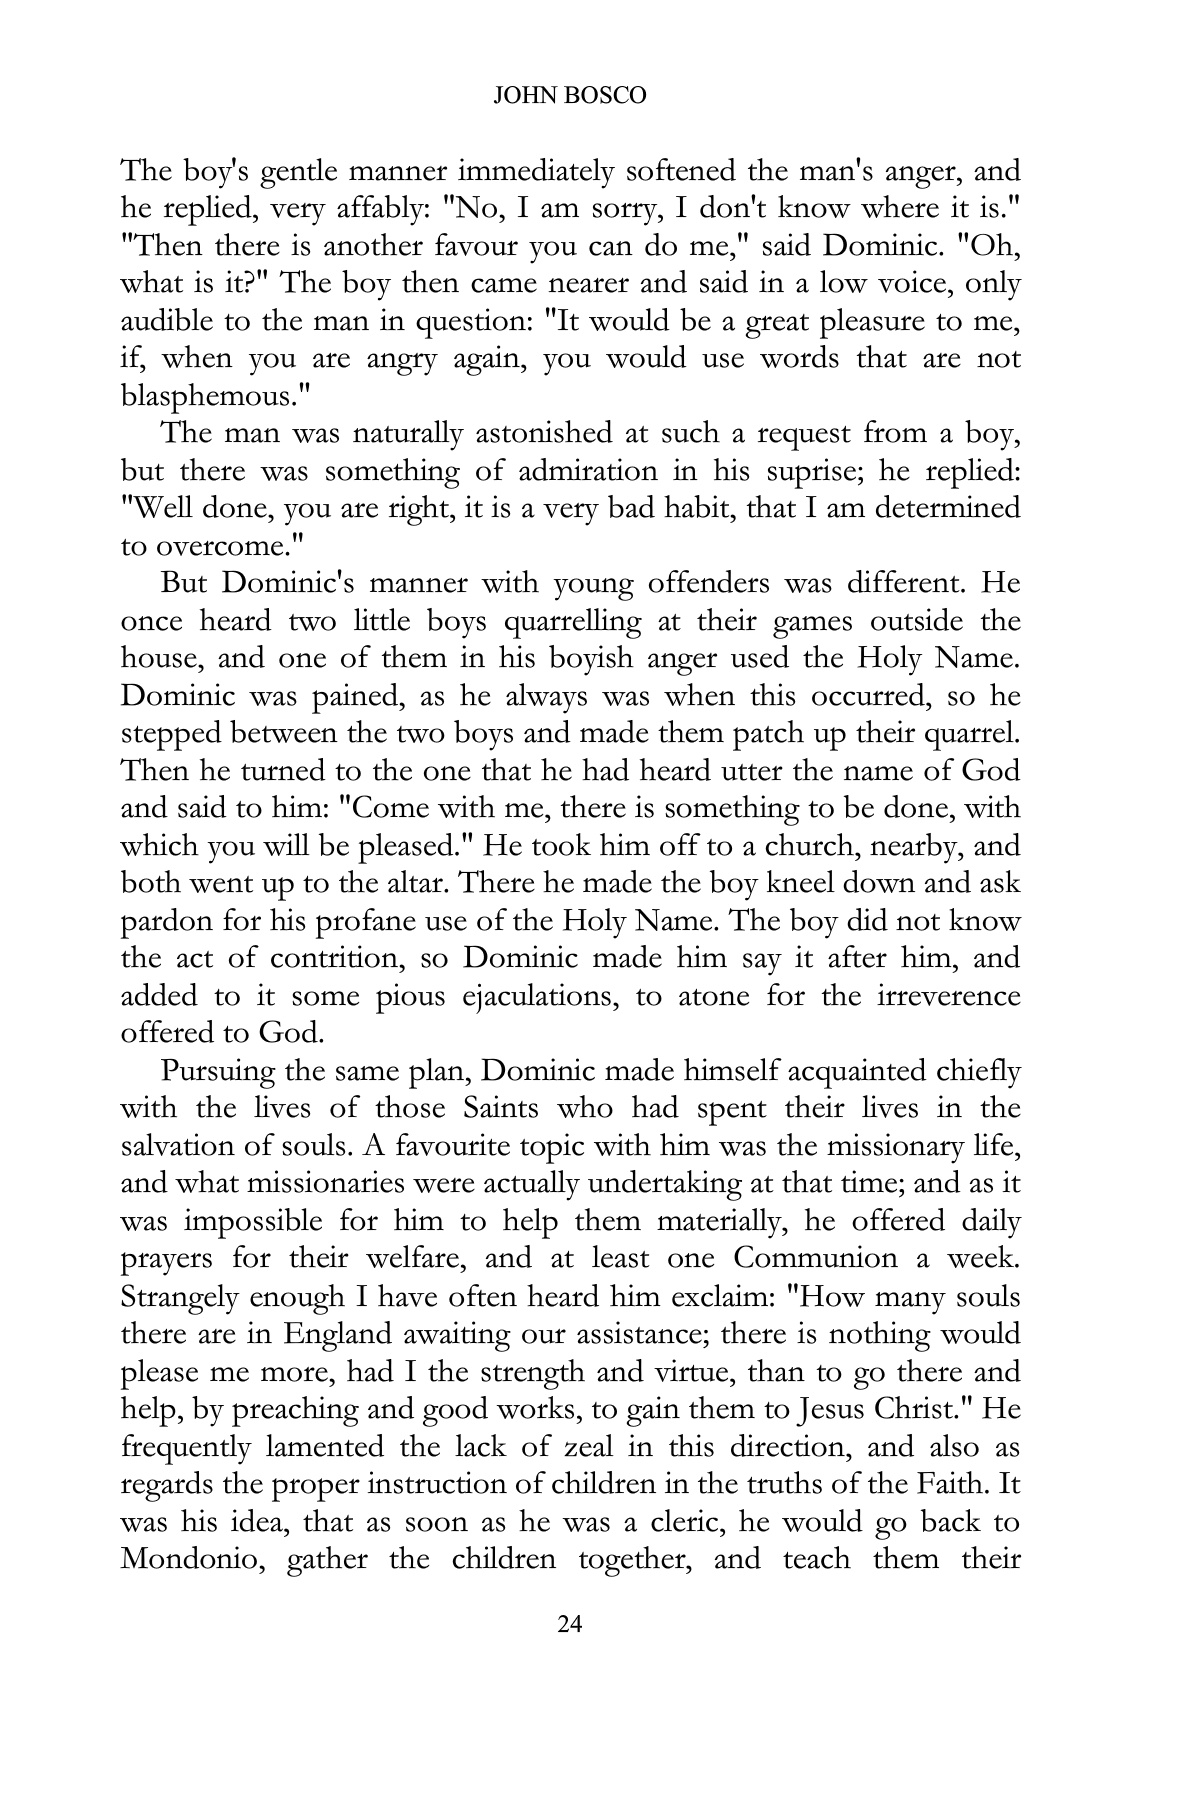 JOHN BOSCO
The boy's gentle manner immediately softened the man's anger, and
he replied, very affably: "No, I am sorry, I don't know where it is."
"Then there is another favour you can do me," said Dominic. "Oh,
what is it?" The boy then came nearer and said in a low voice, only
audible to the man in question: "It would be a great pleasure to me,
if, when you are angry again, you would use words that are not
blasphemous."
The man was naturally astonished at such a request from a boy,
but there was something of admiration in his suprise; he replied:
"Well done, you are right, it is a very bad habit, that I am determined
to overcome."
But Dominic's manner with young offenders was different. He
once heard two little boys quarrelling at their games outside the
house, and one of them in his boyish anger used the Holy Name.
Dominic was pained, as he always was when this occurred, so he
stepped between the two boys and made them patch up their quarrel.
Then he turned to the one that he had heard utter the name of God
and said to him: "Come with me, there is something to be done, with
which you will be pleased." He took him off to a church, nearby, and
both went up to the altar. There he made the boy kneel down and ask
pardon for his profane use of the Holy Name. The boy did not know
the act of contrition, so Dominic made him say it after him, and
added to it some pious ejaculations, to atone for the irreverence
offered to God.
Pursuing the same plan, Dominic made himself acquainted chiefly
with the lives of those Saints who had spent their lives in the
salvation of souls. A favourite topic with him was the missionary life,
and what missionaries were actually undertaking at that time; and as it
was impossible for him to help them materially, he offered daily
prayers for their welfare, and at least one Communion a week.
Strangely enough I have often heard him exclaim: "How many souls
there are in England awaiting our assistance; there is nothing would
please me more, had I the strength and virtue, than to go there and
help, by preaching and good works, to gain them to Jesus Christ." He
frequently lamented the lack of zeal in this direction, and also as
regards the proper instruction of children in the truths of the Faith. It
was his idea, that as soon as he was a cleric, he would go back to
Mondonio, gather the children together, and teach them their
24